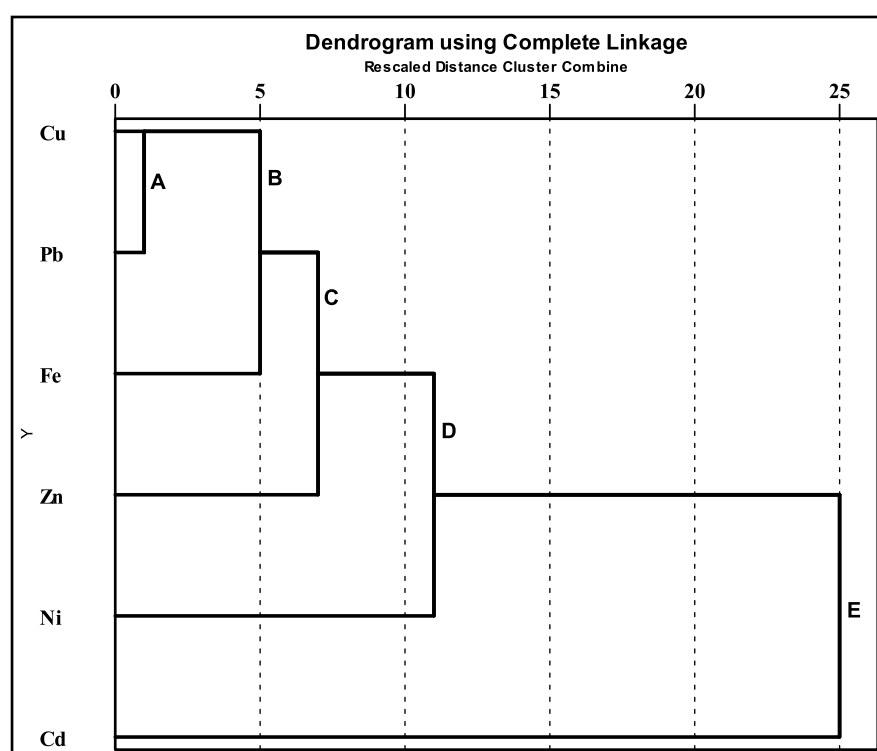 Dendrogram using Complete Linkage
Rescaled Distance Cluster Combine
0 5 10 15 20 25
Cu
A B
Pb
C
Fe
Y
D
Zn
Ni
E
Cd